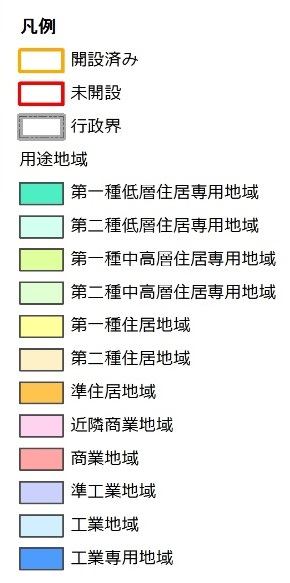 凡例
開設済み
未開設
行政界
用途地域
第一種低層住居専用地域
第二種低層住居専用地域
第一種中高層住居専用地域
第二種中高層住居専用地域
第一種住居地域
第二種住居地域
準住居地域
近隣商業地域
商業地域
準工業地域
工業地域
工業専用地域